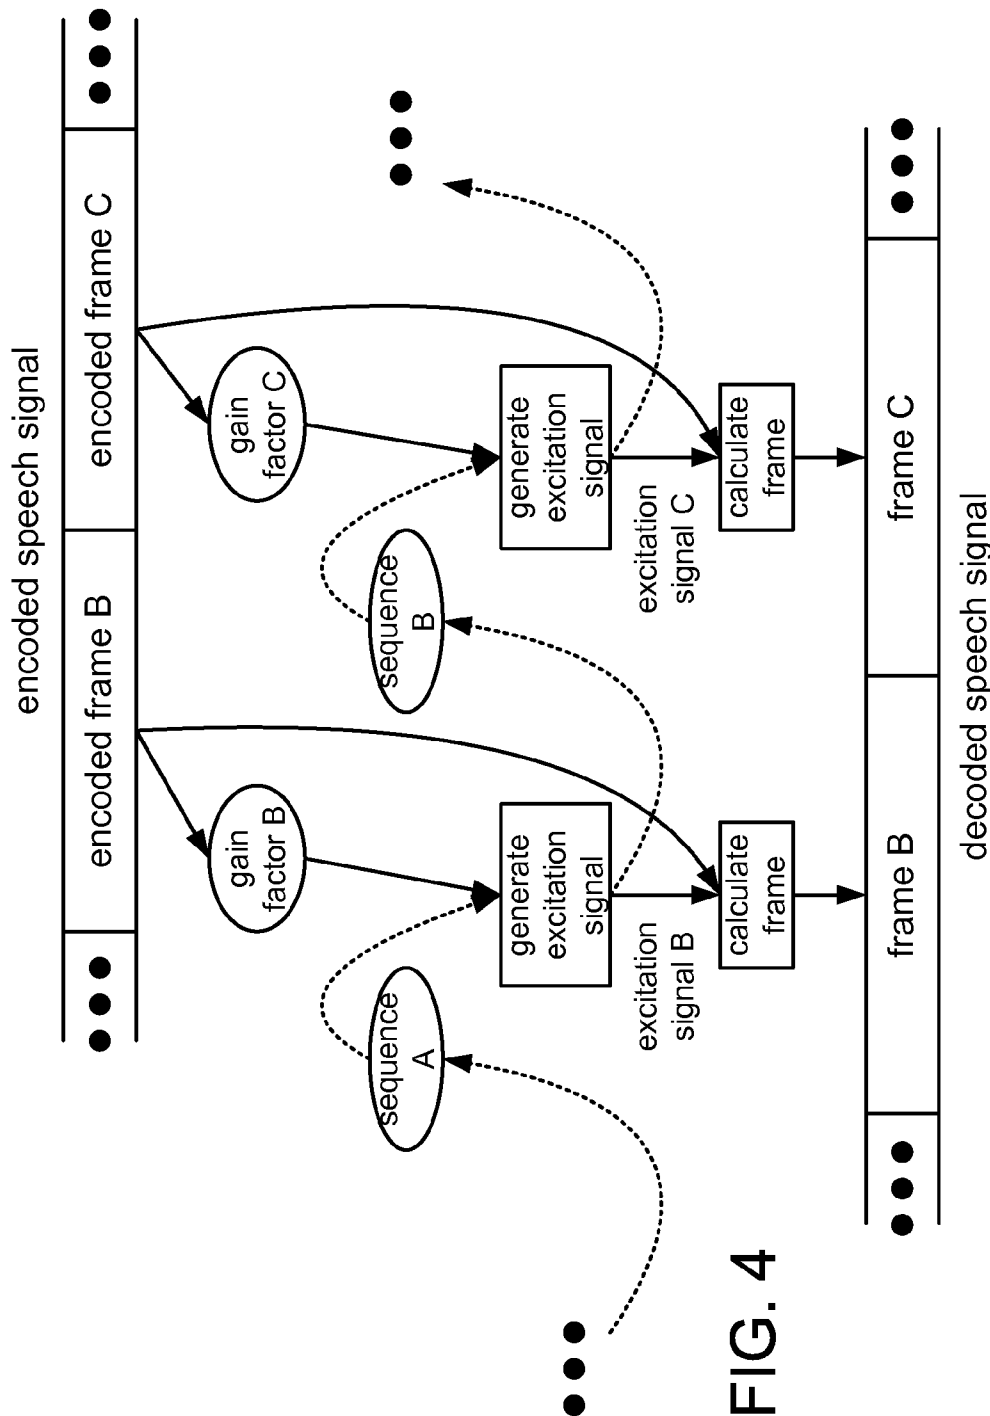 encoded speech signal
encoded frame B
encoded frame C
gain
factor B
gain
factor C
sequence
A
sequence
B
generate
excitation
signal
generate
excitation
signal
excitation
signal B
excitation
signal C
calculate
frame
calculate
frame
frame B
frame C
decoded speech signal
FIG. 4